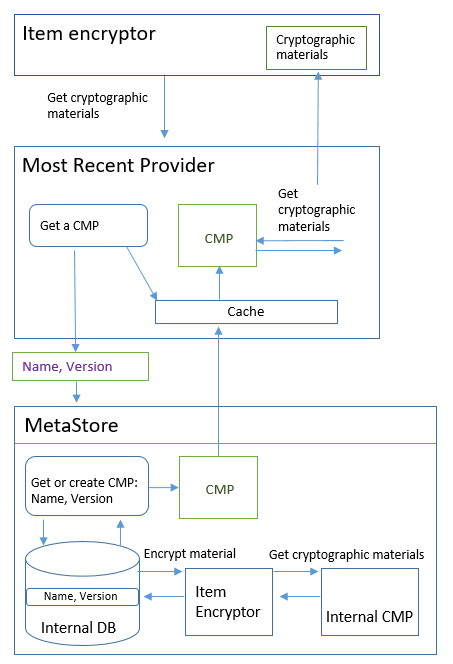 Item encryptor
Cryptographic
materials
Get cryptographic
materials
Most Recent Provider
Get
cryptographic
materials
Get a CMP
CMP
Cache
Name, Version
MetaStore
Get or create CMP:
Name, Version
CMP
Encrypt material
Get cryptographic materials
Name, Version
Internal DB
Item
Encryptor
Internal CMP